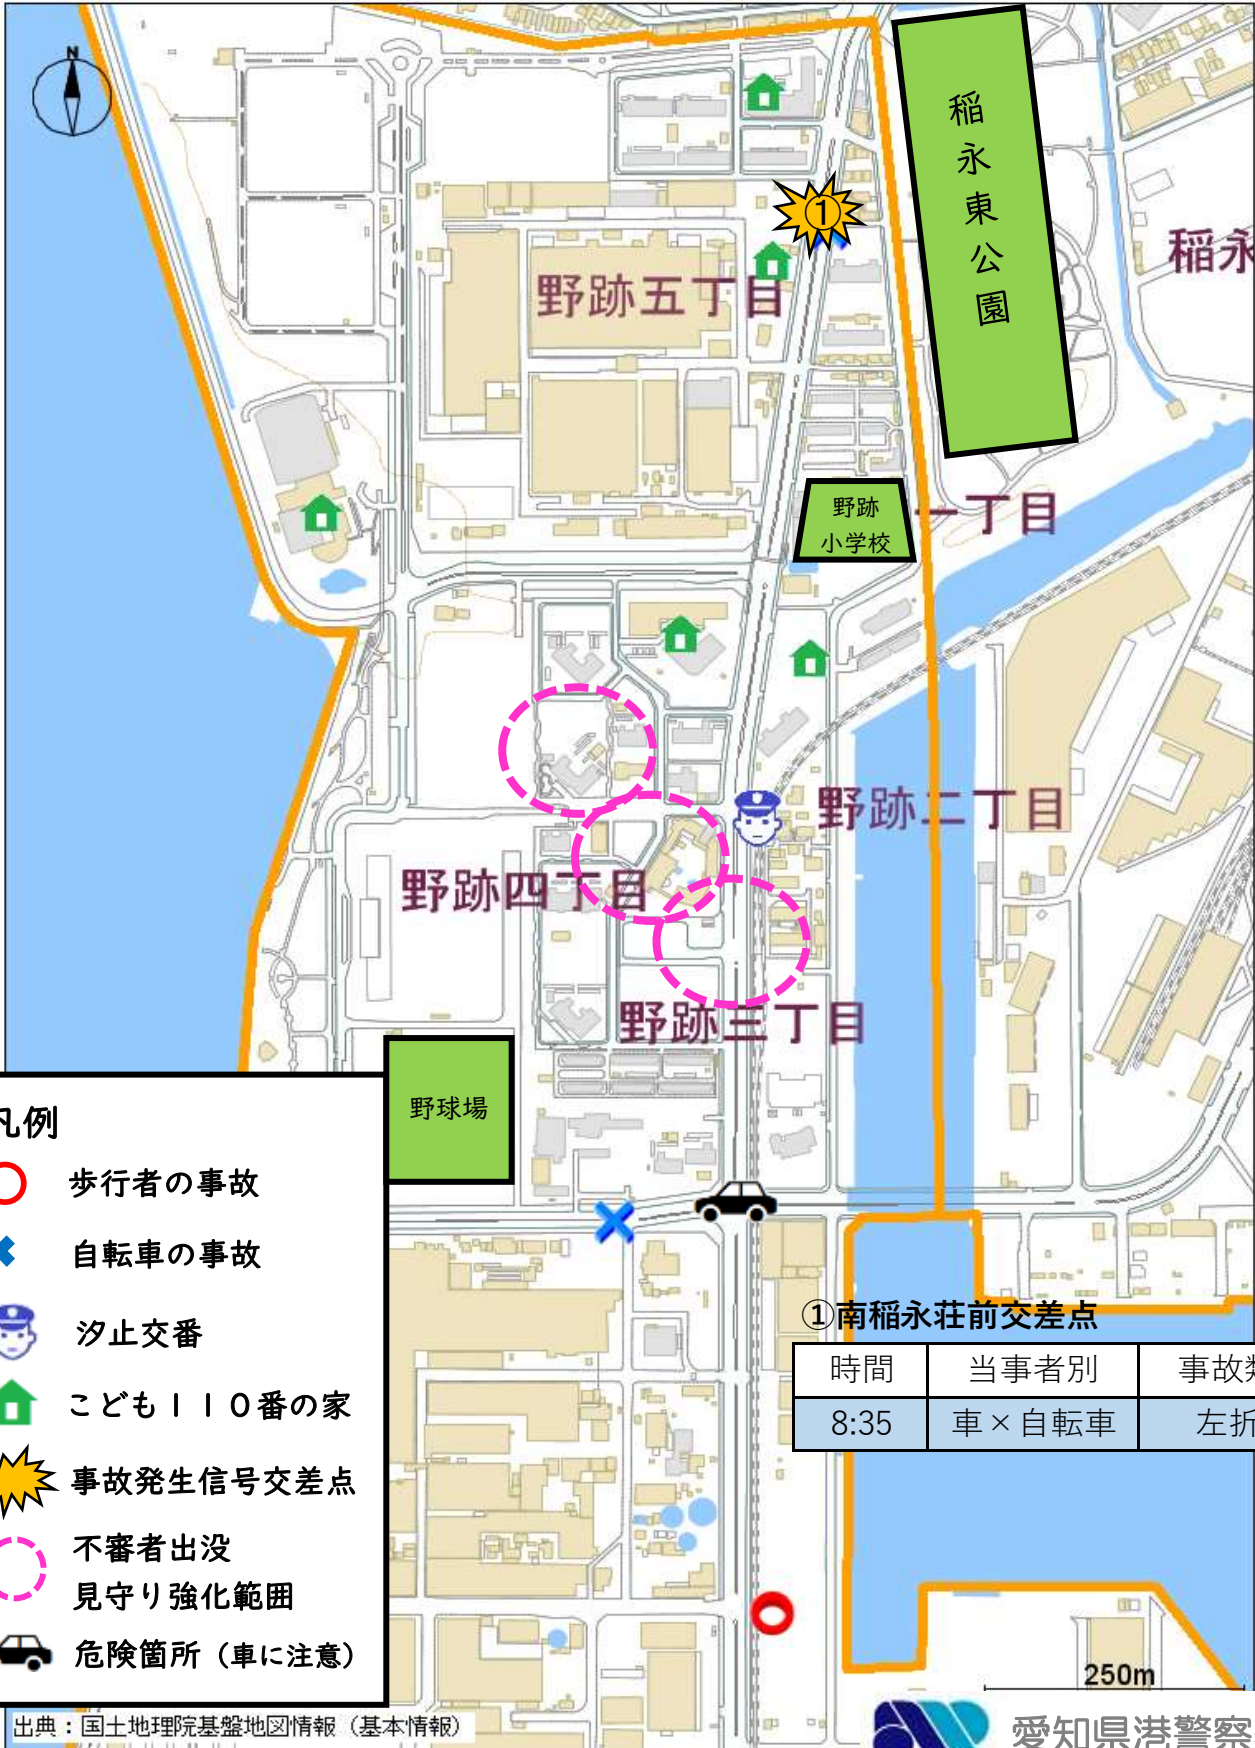 N
稲永東公園
①
稲永
野跡五丁目
野跡
小学校
一丁目
野跡二丁目
野跡四丁目
野跡三丁目
野球場
凡例
歩行者の事故
自転車の事故
汐止交番
こども110番の家
事故発生信号交差点
不審者出没
見守り強化範囲
危険箇所（車に注意）
①南稲永荘前交差点
時間 当事者別 事故類
8:35 車×自転車 左折
250m
出典：国土地理院基盤地図情報（基本情報）
愛知県港警察